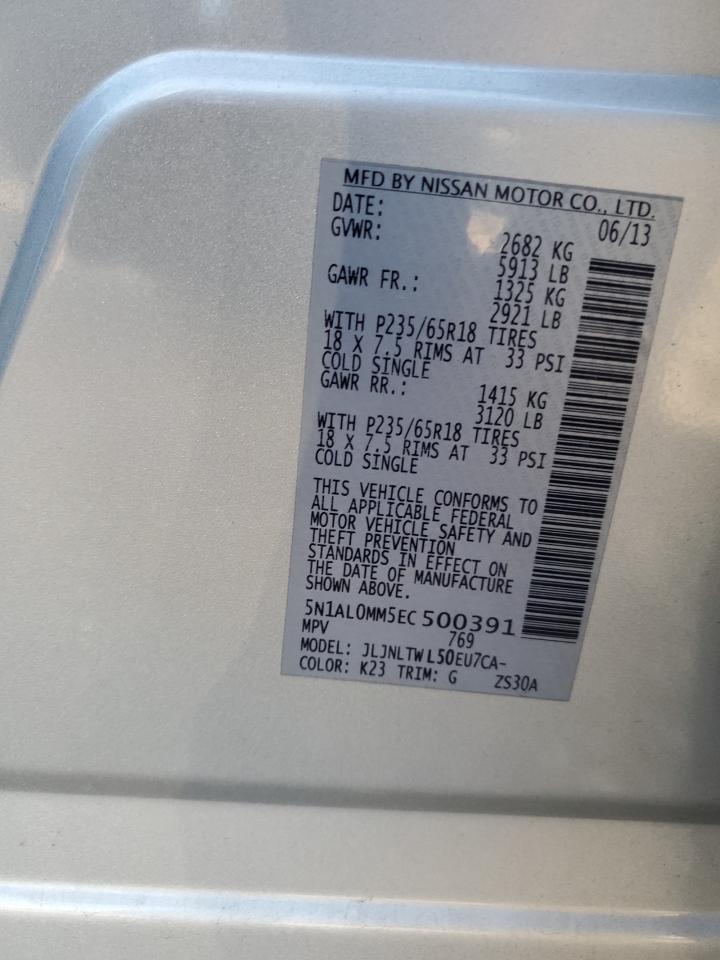 MFD BY NISSAN MOTOR CO., LTD.
DATE: 06/13
GVWR: 2682 KG
5913 LB
GAWR FR.: 1325 KG
2921 LB
WITH P235/65R18 TIRES
18 X 7.5 RIMS AT 33 PSI
COLD SINGLE
GAWR RR.: 1415 KG
3120 LB
WITH P235/65R18 TIRES
18 X 7.5 RIMS AT 33 PSI
COLD SINGLE
THIS VEHICLE CONFORMS TO
ALL APPLICABLE FEDERAL
MOTOR VEHICLE SAFETY AND
THEFT PREVENTION
STANDARDS IN EFFECT ON
THE DATE OF MANUFACTURE
SHOWN ABOVE.
5N1AL0MM5EC 500391
MPV 769
MODEL: JLJNLTW L50EU7CA-
COLOR: K23 TRIM: G ZS30A